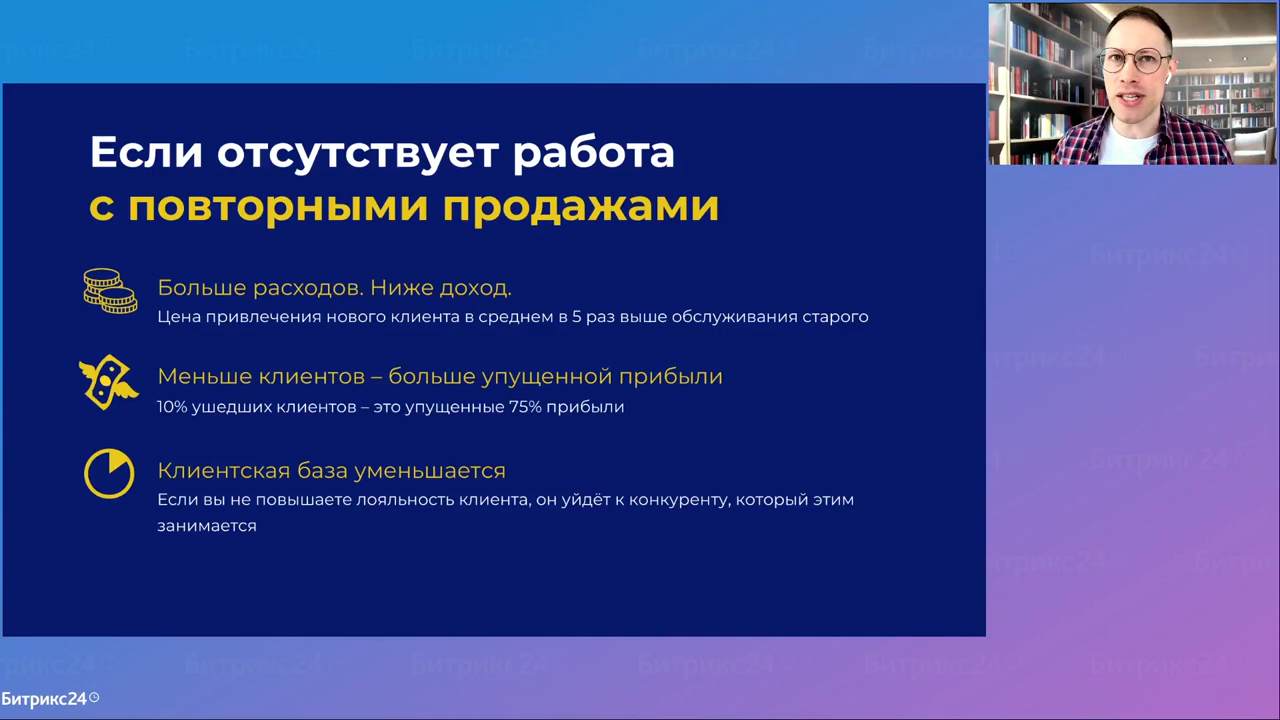 Если отсутствует работа
с повторными продажами
Больше расходов. Ниже доход.
Цена привлечения нового клиента в среднем в 5 раз выше обслуживания старого
Меньше клиентов – больше упущенной прибыли
10% ушедших клиентов – это упущенные 75% прибыли
Клиентская база уменьшается
Если вы не повышаете лояльность клиента, он уйдёт к конкуренту, который этим
занимается
Битрикс24